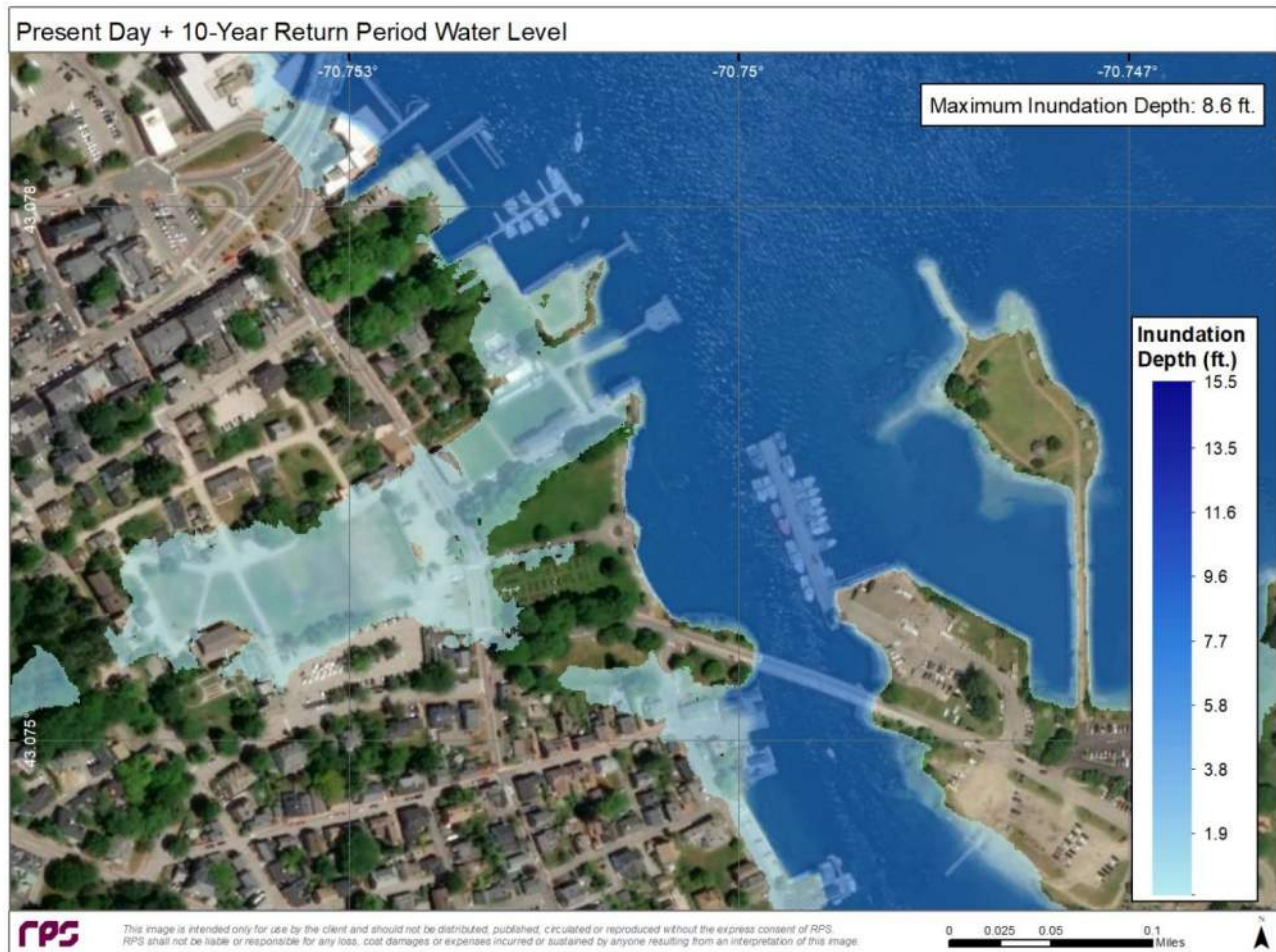 Present Day + 10-Year Return Period Water Level
-70.753°
-70.75°
-70.747°
Maximum Inundation Depth: 8.6 ft.
43.078°
Inundation
Depth (ft.)
15.5
13.5
11.6
9.6
7.7
5.8
3.8
1.9
43.075°
rps
This image is intended only for use by the client and should not be distributed, published, circulated or reproduced without the express consent of RPS.
RPS shall not be liable or responsible for any loss, cost damages or expenses incurred or sustained by anyone resulting from an interpretation of this image.
0 0.025 0.05 0.1
Miles
N